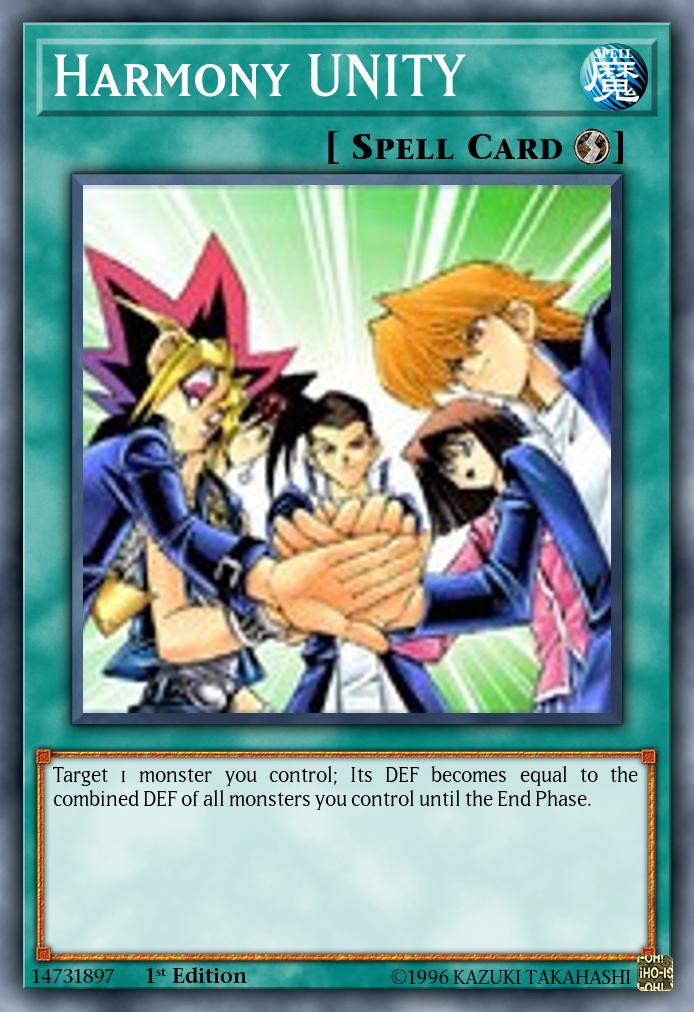 Harmony UNITY
SPELL
魔
[ Spell Card ]
Target 1 monster you control; Its DEF becomes equal to the
combined DEF of all monsters you control until the End Phase.
14731897 1st Edition ©1996 KAZUKI TAKAHASHI